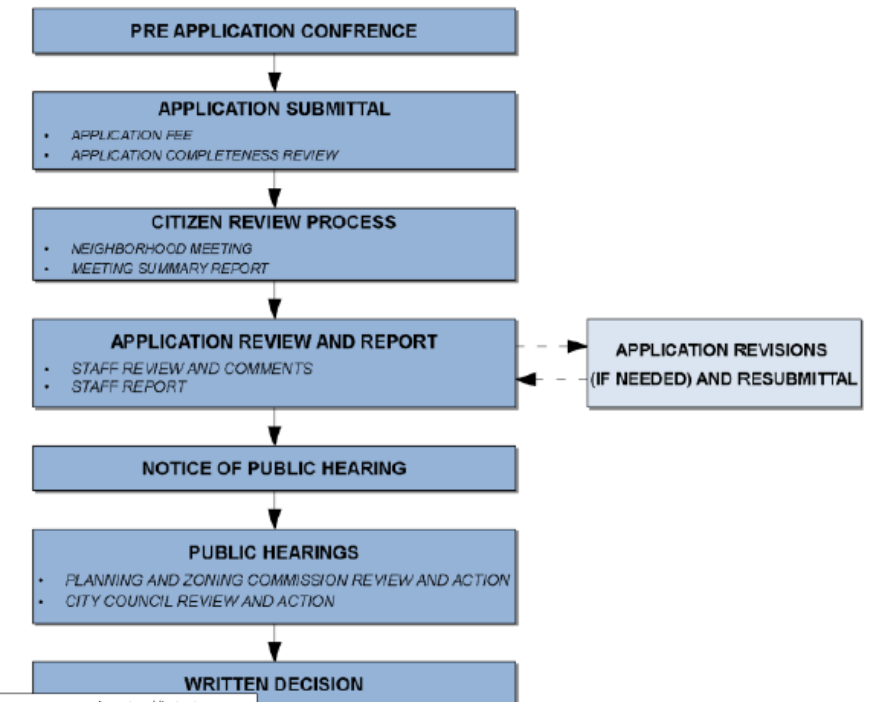 PRE APPLICATION CONFRENCE
APPLICATION SUBMITTAL
• APPLICATION FEE
• APPLICATION COMPLETENESS REVIEW
CITIZEN REVIEW PROCESS
• NEIGHBORHOOD MEETING
• MEETING SUMMARY REPORT
APPLICATION REVIEW AND REPORT
• STAFF REVIEW AND COMMENTS
• STAFF REPORT
APPLICATION REVISIONS
(IF NEEDED) AND RESUBMITTAL
NOTICE OF PUBLIC HEARING
PUBLIC HEARINGS
• PLANNING AND ZONING COMMISSION REVIEW AND ACTION
• CITY COUNCIL REVIEW AND ACTION
WRITTEN DECISION